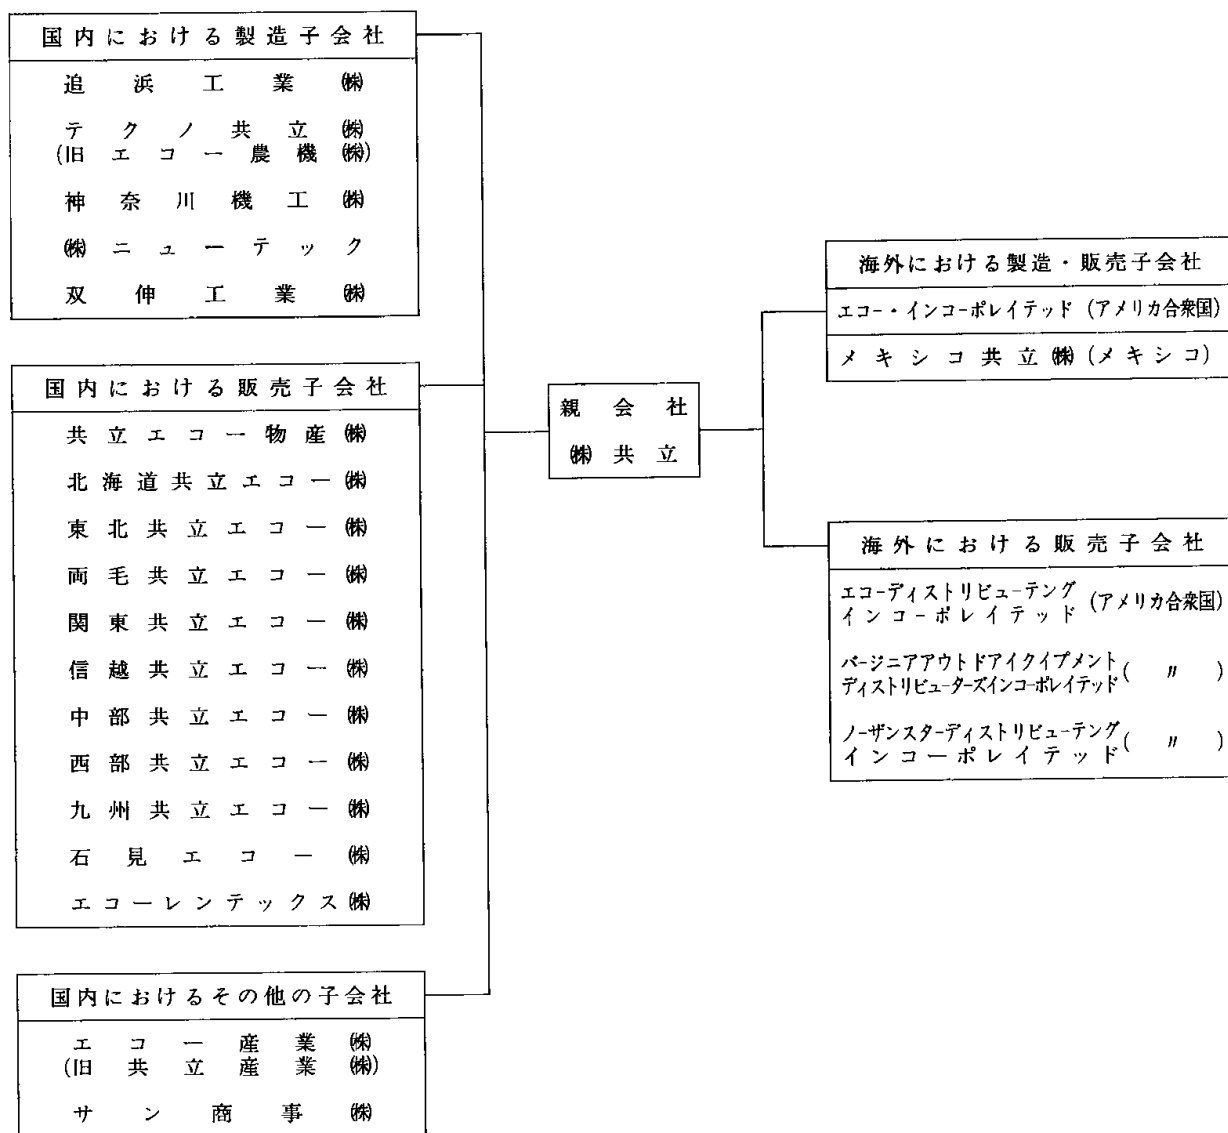 国内における製造子会社
追浜工業㈱
テクノ共立㈱
(旧エコー農機㈱)
神奈川機工㈱
㈱ニューテック
双伸工業㈱
国内における販売子会社
共立エコー物産㈱
北海道共立エコー㈱
東北共立エコー㈱
両毛共立エコー㈱
関東共立エコー㈱
信越共立エコー㈱
中部共立エコー㈱
西部共立エコー㈱
九州共立エコー㈱
石見エコー㈱
エコーレンテックス㈱
国内におけるその他の子会社
エコー産業㈱
(旧共立産業㈱)
サン商事㈱
親会社
㈱共立
海外における製造・販売子会社
エコー・インコーポレイテッド(アメリカ合衆国)
メキシコ共立㈱(メキシコ)
海外における販売子会社
エコーディストリビューテング
インコーポレイテッド(アメリカ合衆国)
バージニアアウトドアイクイプメント
ディストリビューターズインコーポレイテッド(〃)
ノーザンスターディストリビューテング
インコーポレイテッド(〃)